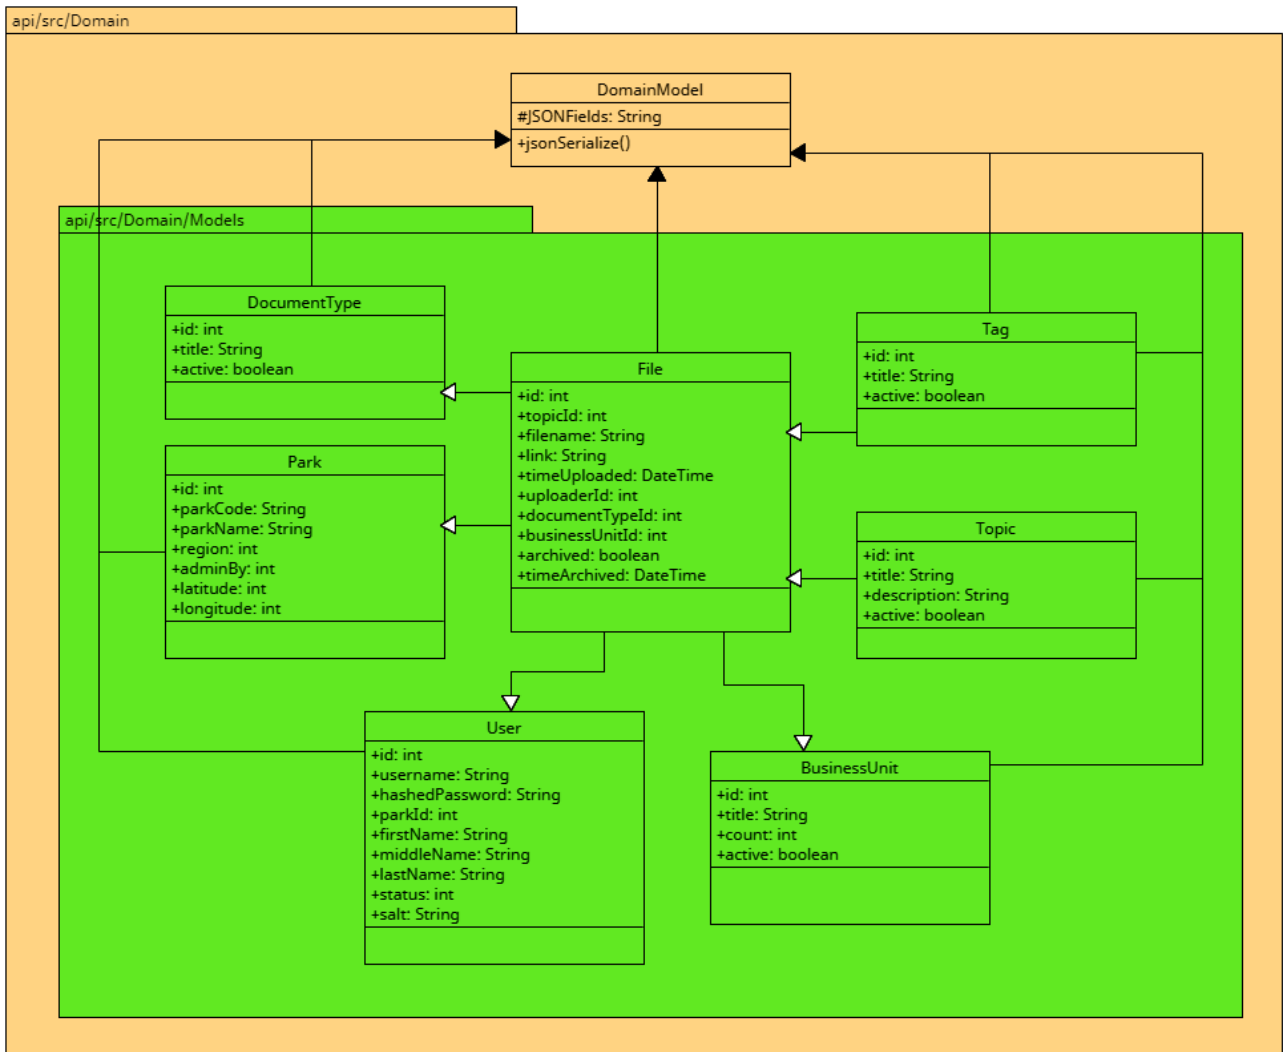 api/src/Domain
DomainModel
#JSONFields: String
+jsonSerialize()
api/src/Domain/Models
DocumentType
+id: int
+title: String
+active: boolean
Park
+id: int
+parkCode: String
+parkName: String
+region: int
+adminBy: int
+latitude: int
+longitude: int
File
+id: int
+topicId: int
+filename: String
+link: String
+timeUploaded: DateTime
+uploaderId: int
+documentTypeId: int
+businessUnitId: int
+archived: boolean
+timeArchived: DateTime
Tag
+id: int
+title: String
+active: boolean
Topic
+id: int
+title: String
+description: String
+active: boolean
User
+id: int
+username: String
+hashedPassword: String
+parkId: int
+firstName: String
+middleName: String
+lastName: String
+status: int
+salt: String
BusinessUnit
+id: int
+title: String
+count: int
+active: boolean